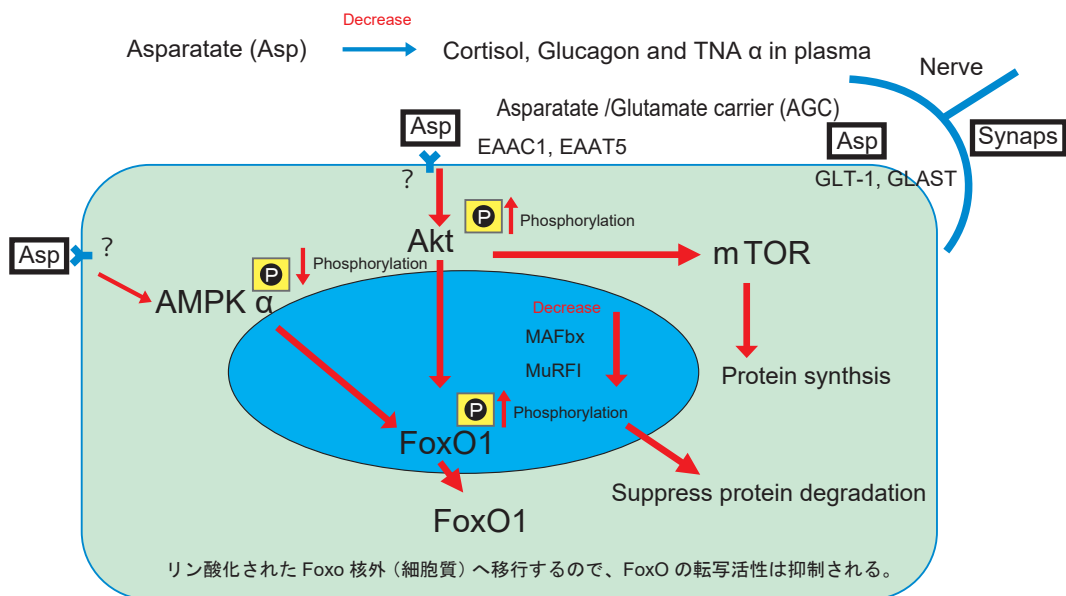 Decrease
Asparatate (Asp)
Cortisol, Glucagon and TNA α in plasma
Nerve
Asparatate /Glutamate carrier (AGC)
Asp
EAAC1, EAAT5
Asp
Synaps
GLT-1, GLAST
?
P
Phosphorylation
Akt
mTOR
Asp
?
P
Phosphorylation
AMPK α
Decrease
MAFbx
MuRFI
Protein synthsis
P
Phosphorylation
FoxO1
Suppress protein degradation
FoxO1
リン酸化された Foxo 核外（細胞質）へ移行するので、FoxO の転写活性は抑制される。